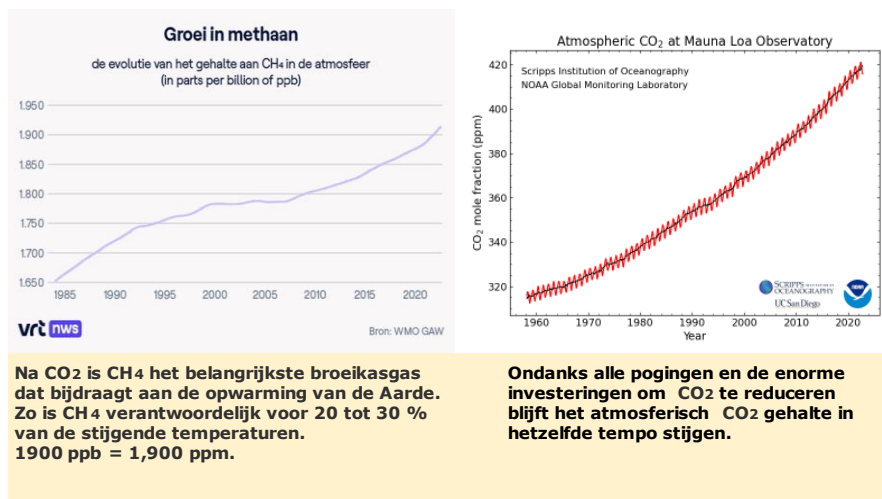 Groei in methaan
de evolutie van het gehalte aan CH4 in de atmosfeer
(in parts per billion of ppb)
1.950
1.900
1.850
1.800
1.750
1.700
1.650
1985 1990 1995 2000 2005 2010 2015 2020
vrt nws
Bron: WMO GAW
Atmospheric CO2 at Mauna Loa Observatory
Scripps Institution of Oceanography
NOAA Global Monitoring Laboratory
CO2 mole fraction (ppm)
420
400
380
360
340
320
1960 1970 1980 1990 2000 2010 2020
Year
SCRIPPS INSTITUTION OF
OCEANOGRAPHY
UC San Diego
NOAA
Na CO2 is CH4 het belangrijkste broeikasgas
dat bijdraagt aan de opwarming van de Aarde.
Zo is CH4 verantwoordelijk voor 20 tot 30 %
van de stijgende temperaturen.
1900 ppb = 1,900 ppm.
Ondanks alle pogingen en de enorme
investeringen om CO2 te reduceren
blijft het atmosferisch CO2 gehalte in
hetzelfde tempo stijgen.